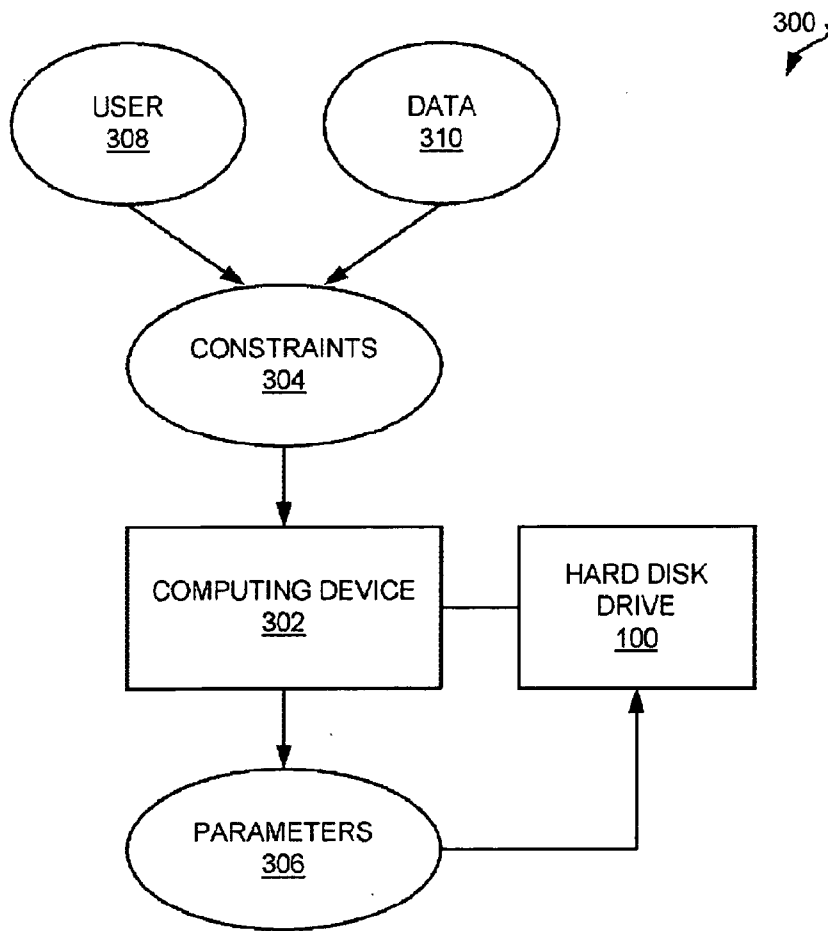 300
USER
308
DATA
310
CONSTRAINTS
304
COMPUTING DEVICE
302
HARD DISK
DRIVE
100
PARAMETERS
306